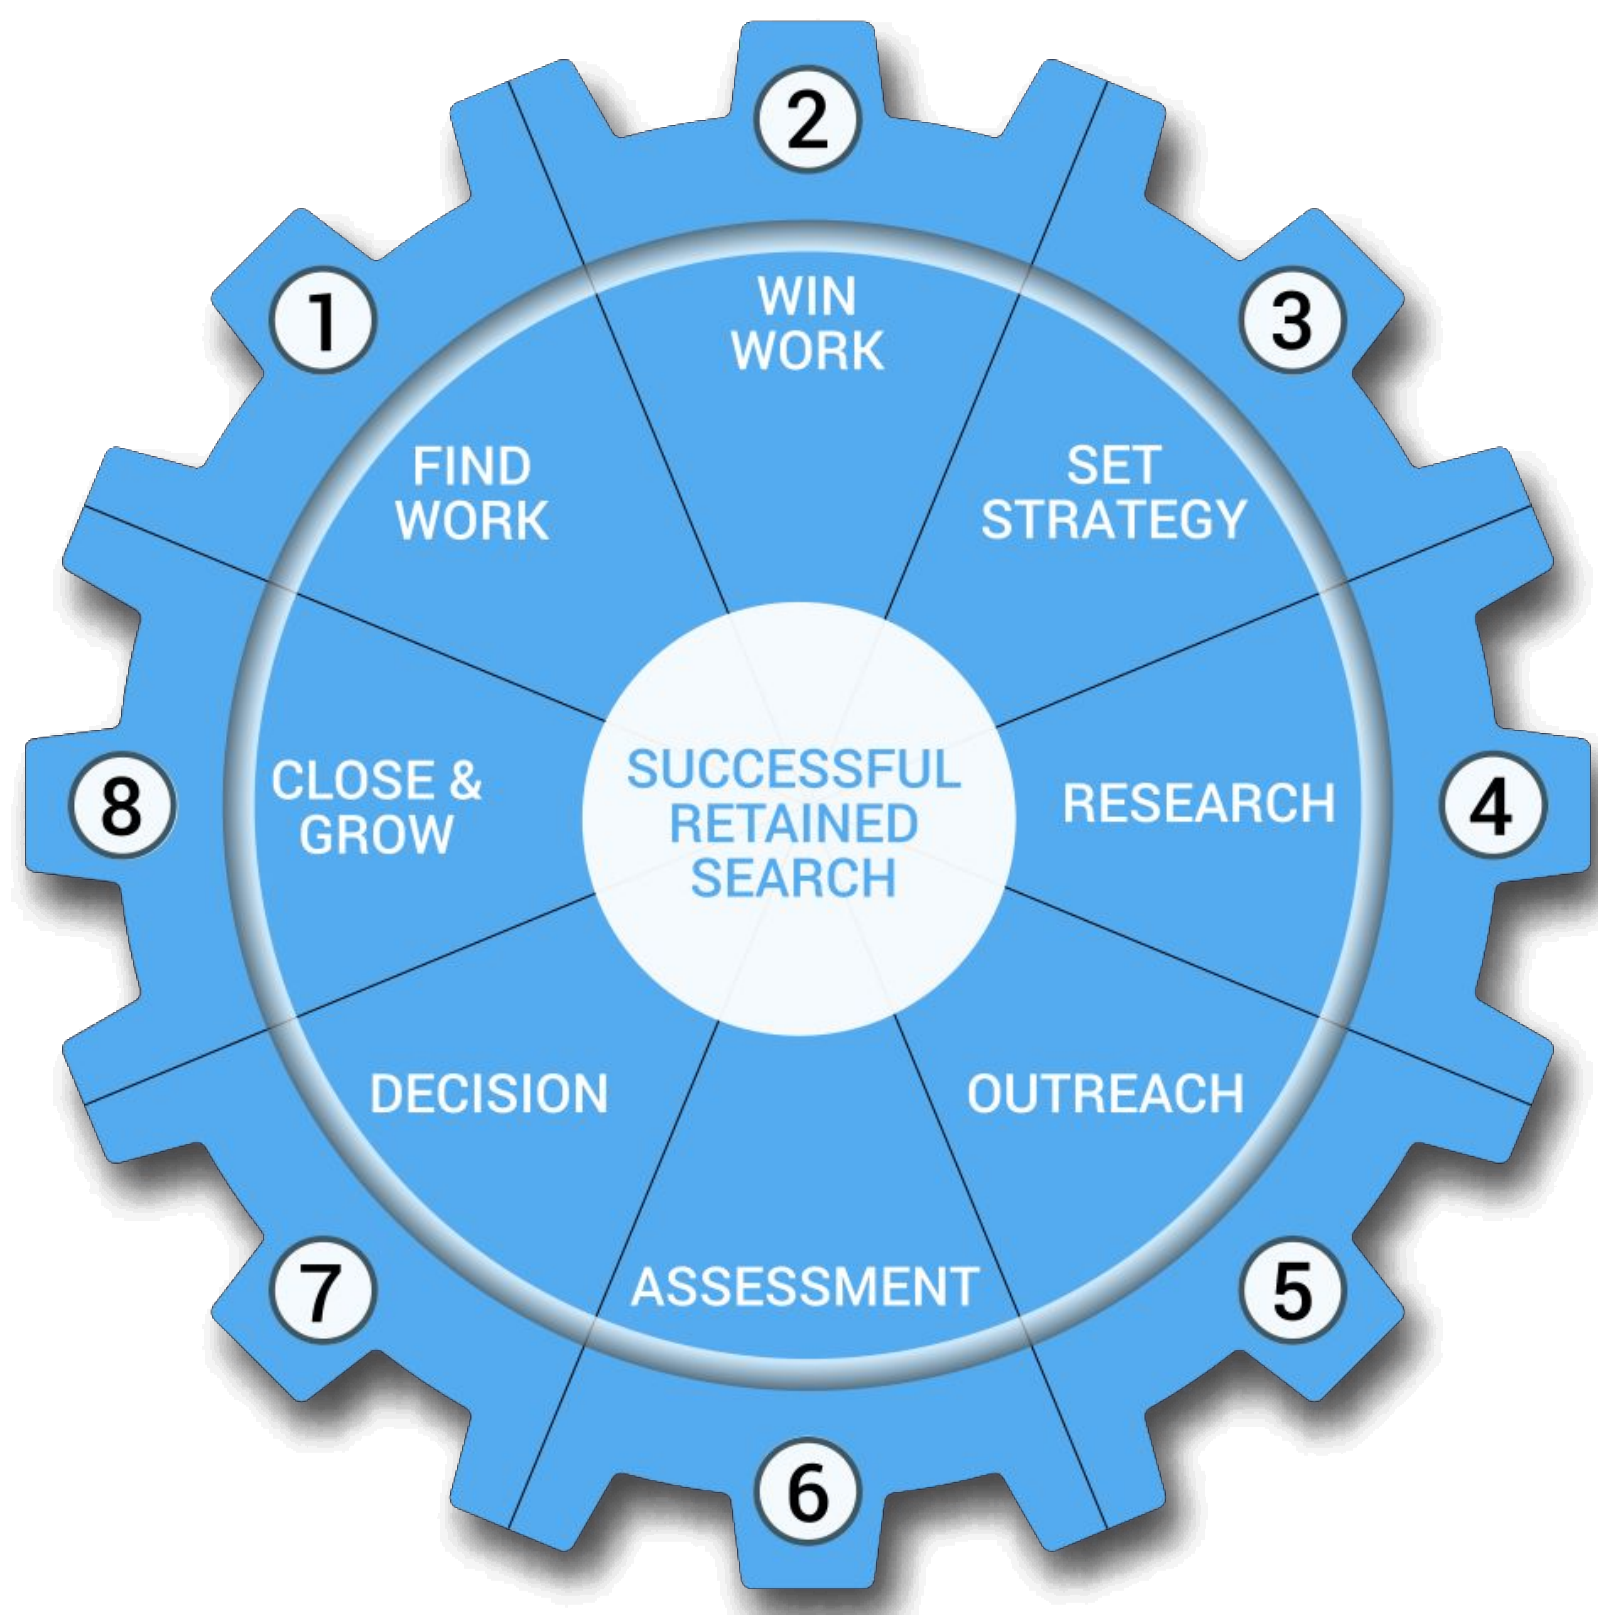 1
FIND
WORK
2
WIN
WORK
3
SET
STRATEGY
4
RESEARCH
5
OUTREACH
6
ASSESSMENT
7
DECISION
8
CLOSE &
GROW
SUCCESSFUL
RETAINED
SEARCH